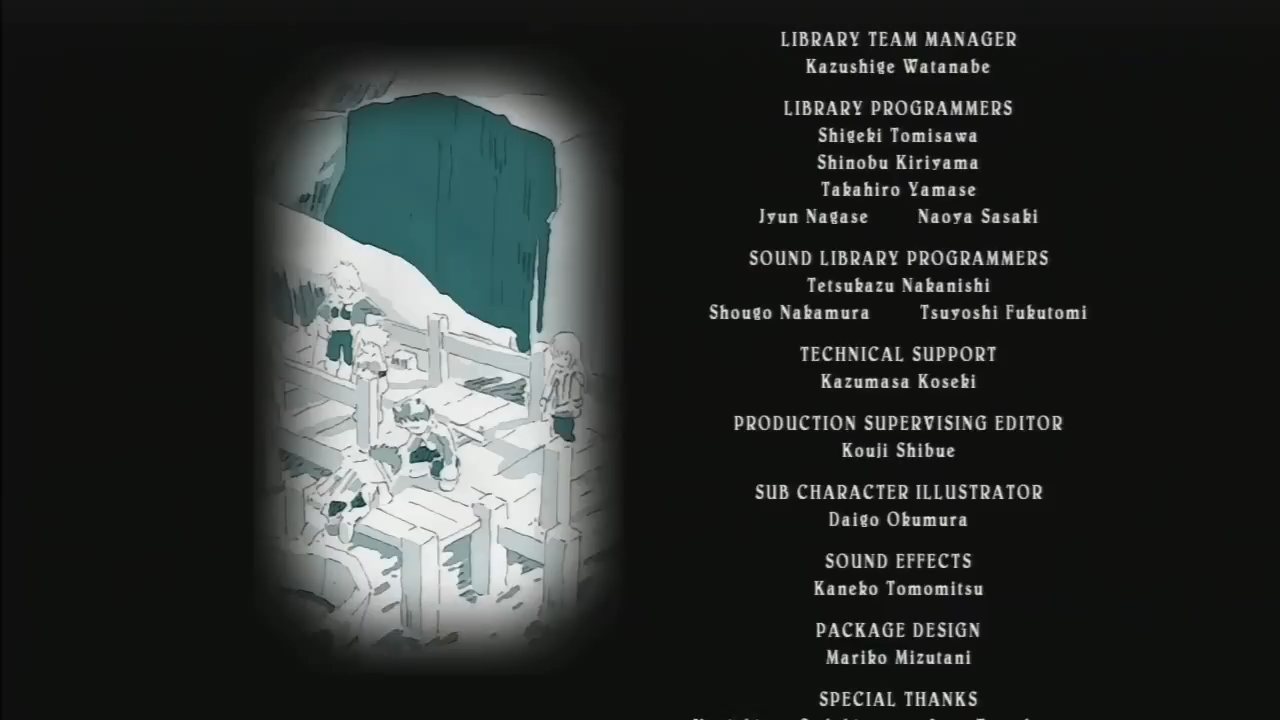 LIBRARY TEAM MANAGER
Kazushige Watanabe
LIBRARY PROGRAMMERS
Shigeki Tomisawa
Shinobu Kiriyama
Takahiro Yamase
Jyun Nagase Naoya Sasaki
SOUND LIBRARY PROGRAMMERS
Tetsukazu Nakanishi
Shougo Nakamura Tsuyoshi Fukutomi
TECHNICAL SUPPORT
Kazumasa Koseki
PRODUCTION SUPERVISING EDITOR
Kouji Shibue
SUB CHARACTER ILLUSTRATOR
Daigo Okumura
SOUND EFFECTS
Kaneko Tomomitsu
PACKAGE DESIGN
Mariko Mizutani
SPECIAL THANKS